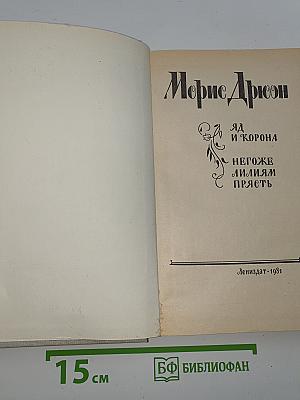 Морис Дрюон
ЯД
И КОРОНА
НЕГОЖЕ
ЛИЛИЯМ
ПРЯСТЬ
Лениздат-1981
15 см
БФ БИБЛИОФАН